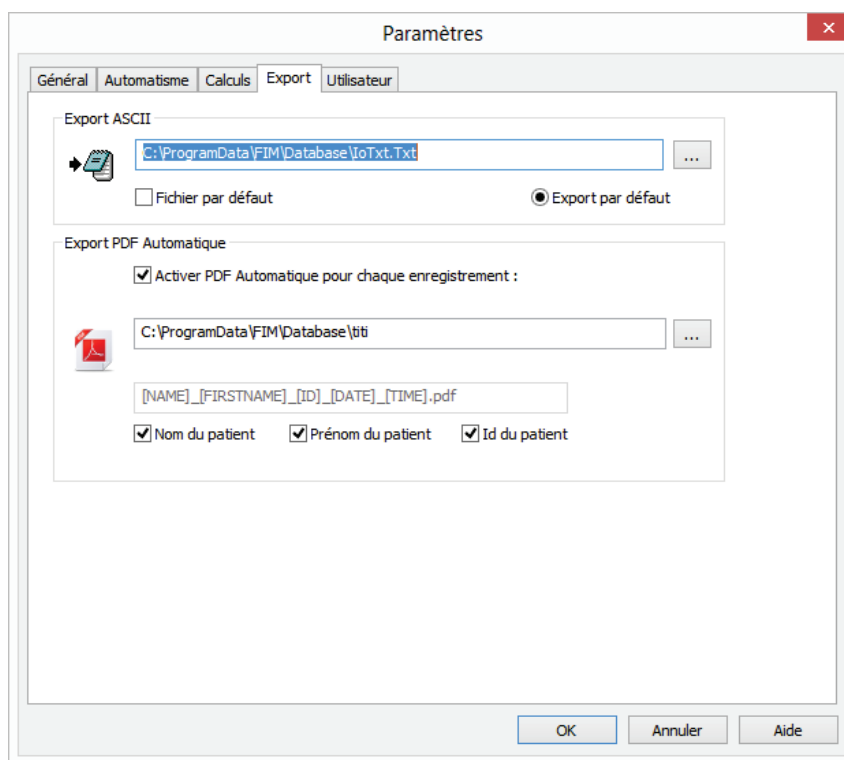 Paramètres
Général Automatisme Calculs Export Utilisateur
Export ASCII
C:\ProgramData\FIM\Database\IoTxt.Txt ...
Fichier par défaut Export par défaut
Export PDF Automatique
Activer PDF Automatique pour chaque enregistrement :
C:\ProgramData\FIM\Database\titi ...
[NAME]_[FIRSTNAME]_[ID]_[DATE]_[TIME].pdf
Nom du patient Prénom du patient Id du patient
OK Annuler Aide